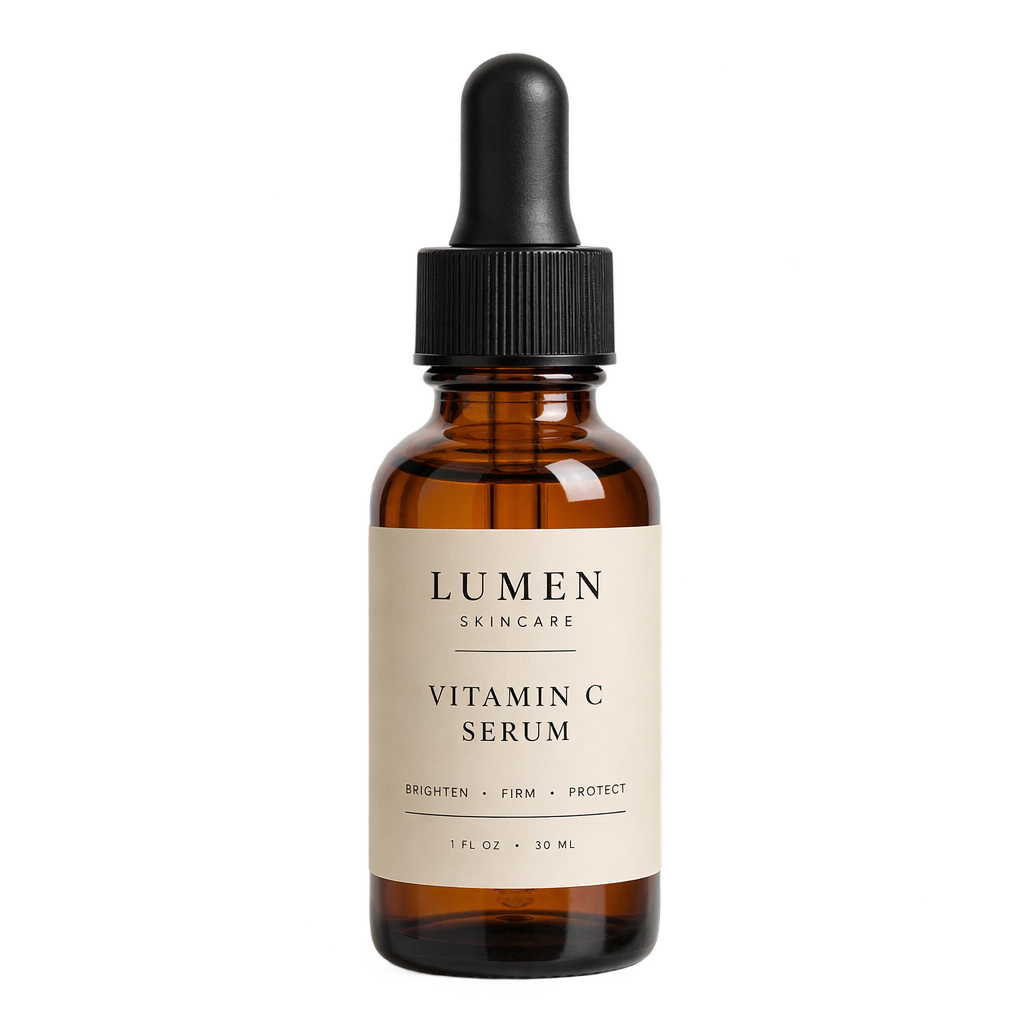 LUMEN
SKINCARE
VITAMIN C
SERUM
BRIGHTEN • FIRM • PROTECT
1 FL OZ • 30 ML